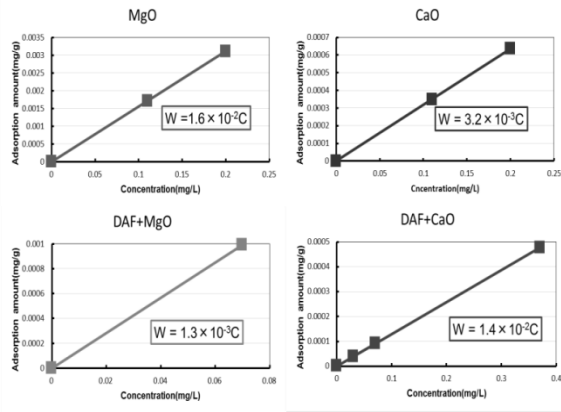 MgO
Adsorption amount(mg/g)
0.0035
0.003
0.0025
0.002
0.0015
0.001
0.0005
0
W =1.6×10⁻²C
0 0.05 0.1 0.15 0.2 0.25
Concentration(mg/L)
CaO
Adsorption amount(mg/g)
0.0007
0.0006
0.0005
0.0004
0.0003
0.0002
0.0001
0
W = 3.2×10⁻³C
0 0.05 0.1 0.15 0.2 0.25
Cncentration(mg/L)
DAF+MgO
Adsorption amount(mg/g)
0.001
0.0008
0.0006
0.0004
0.0002
0
W = 1.3×10⁻³C
0 0.02 0.04 0.06 0.08
Concentration(mg/L)
DAF+CaO
Adsorption amount(mg/g)
0.0005
0.0004
0.0003
0.0002
0.0001
0
W = 1.4×10⁻²C
0 0.1 0.2 0.3 0.4
Concentration(mg/L)